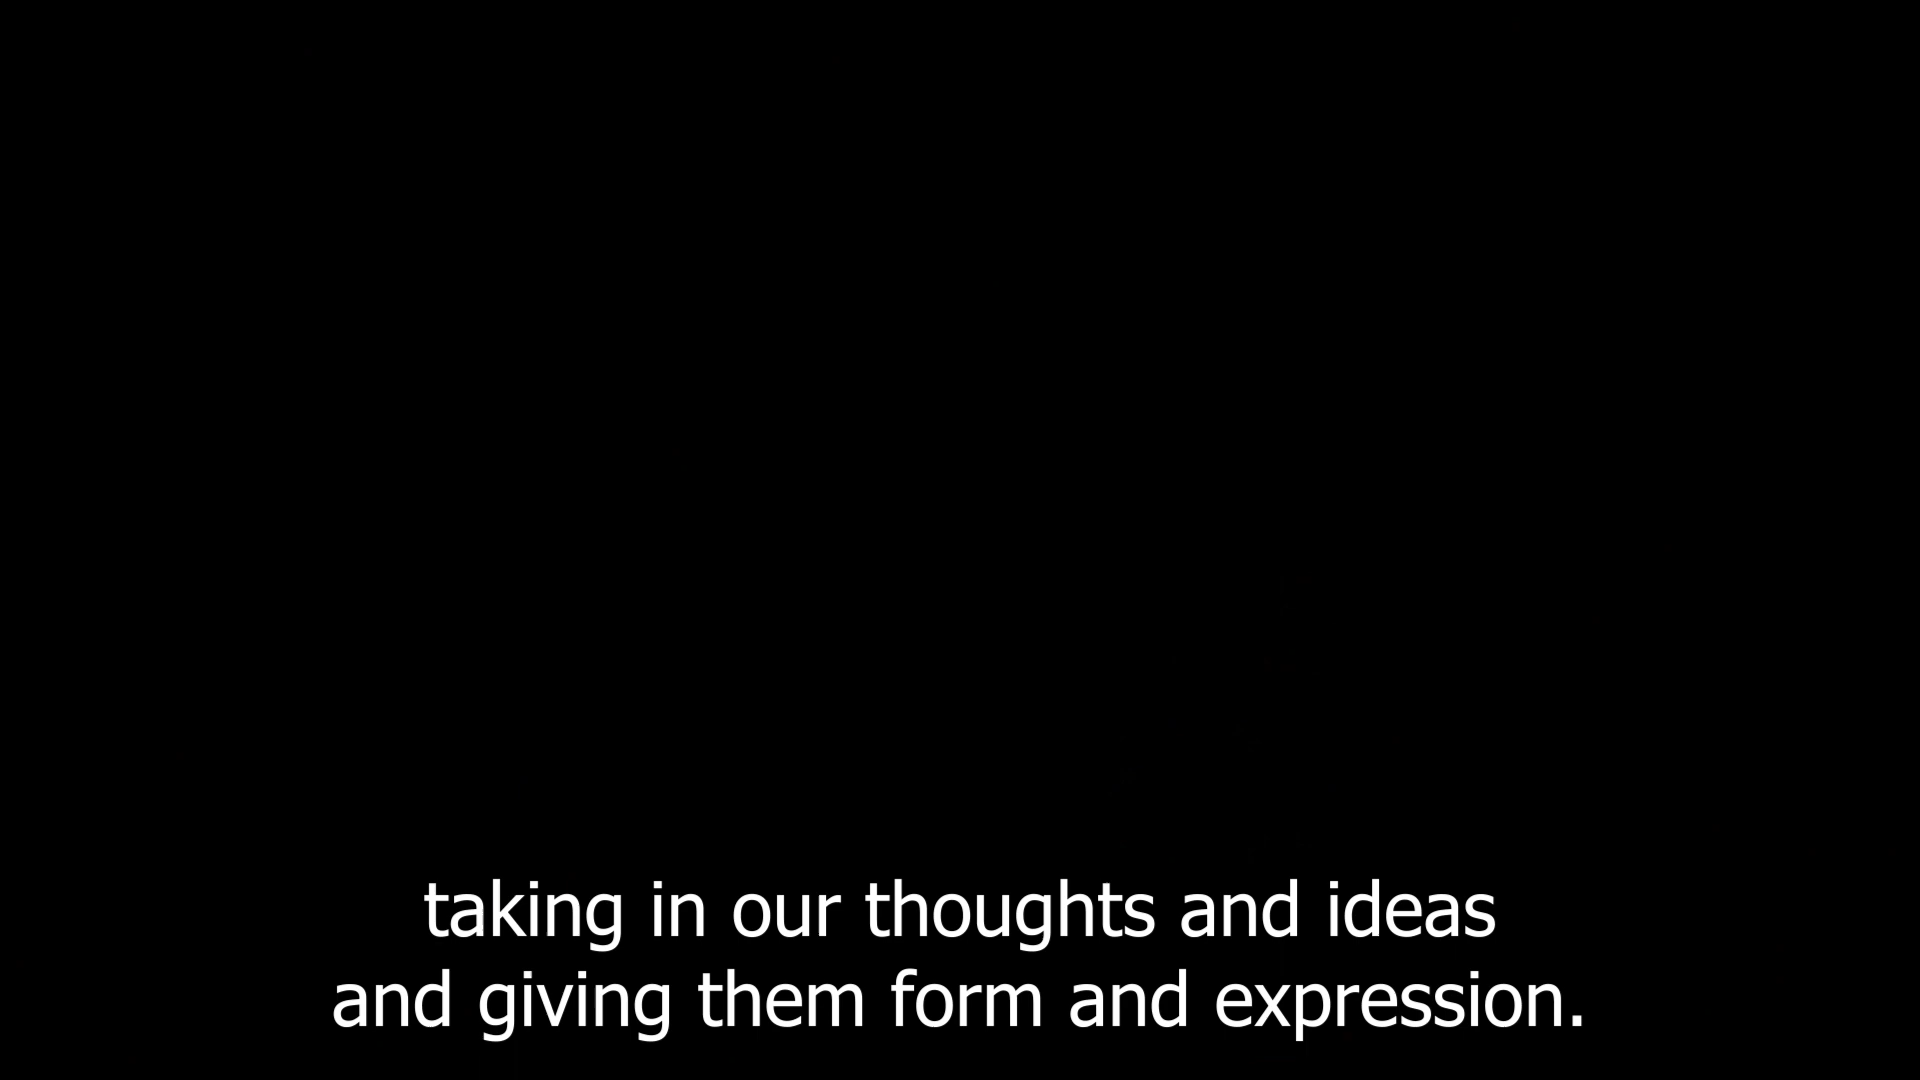 taking in our thoughts and ideas
and giving them form and expression.